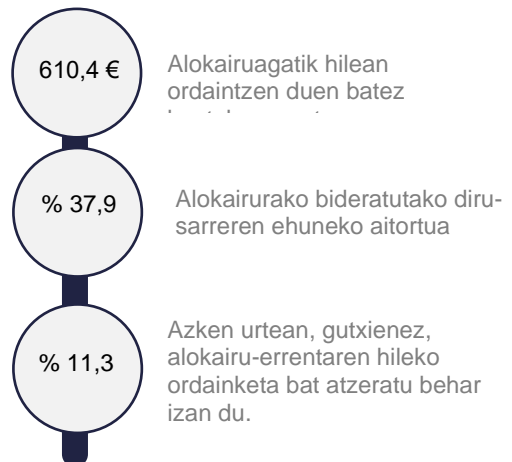 610,4 €
Alokairuagatik hilean
ordaintzen duen batez
% 37,9
Alokairurako bideratutako diru-
sarreren ehuneko aitortua
% 11,3
Azken urtean, gutxienez,
alokairu-errentaren hileko
ordainketa bat atzeratu behar
izan du.